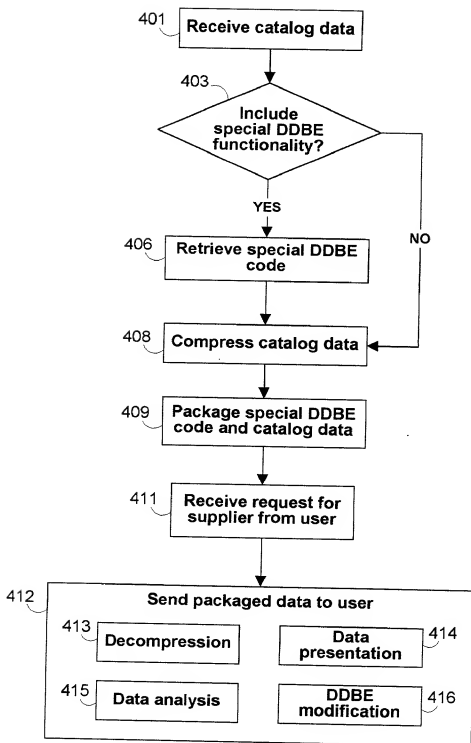 401
Receive catalog data
403
Include
special DDBE
functionality?
YES
NO
406
Retrieve special DDBE
code
408
Compress catalog data
409
Package special DDBE
code and catalog data
411
Receive request for
supplier from user
412
Send packaged data to user
413
Decompression
Data
presentation
414
415
Data analysis
DDBE
modification
416